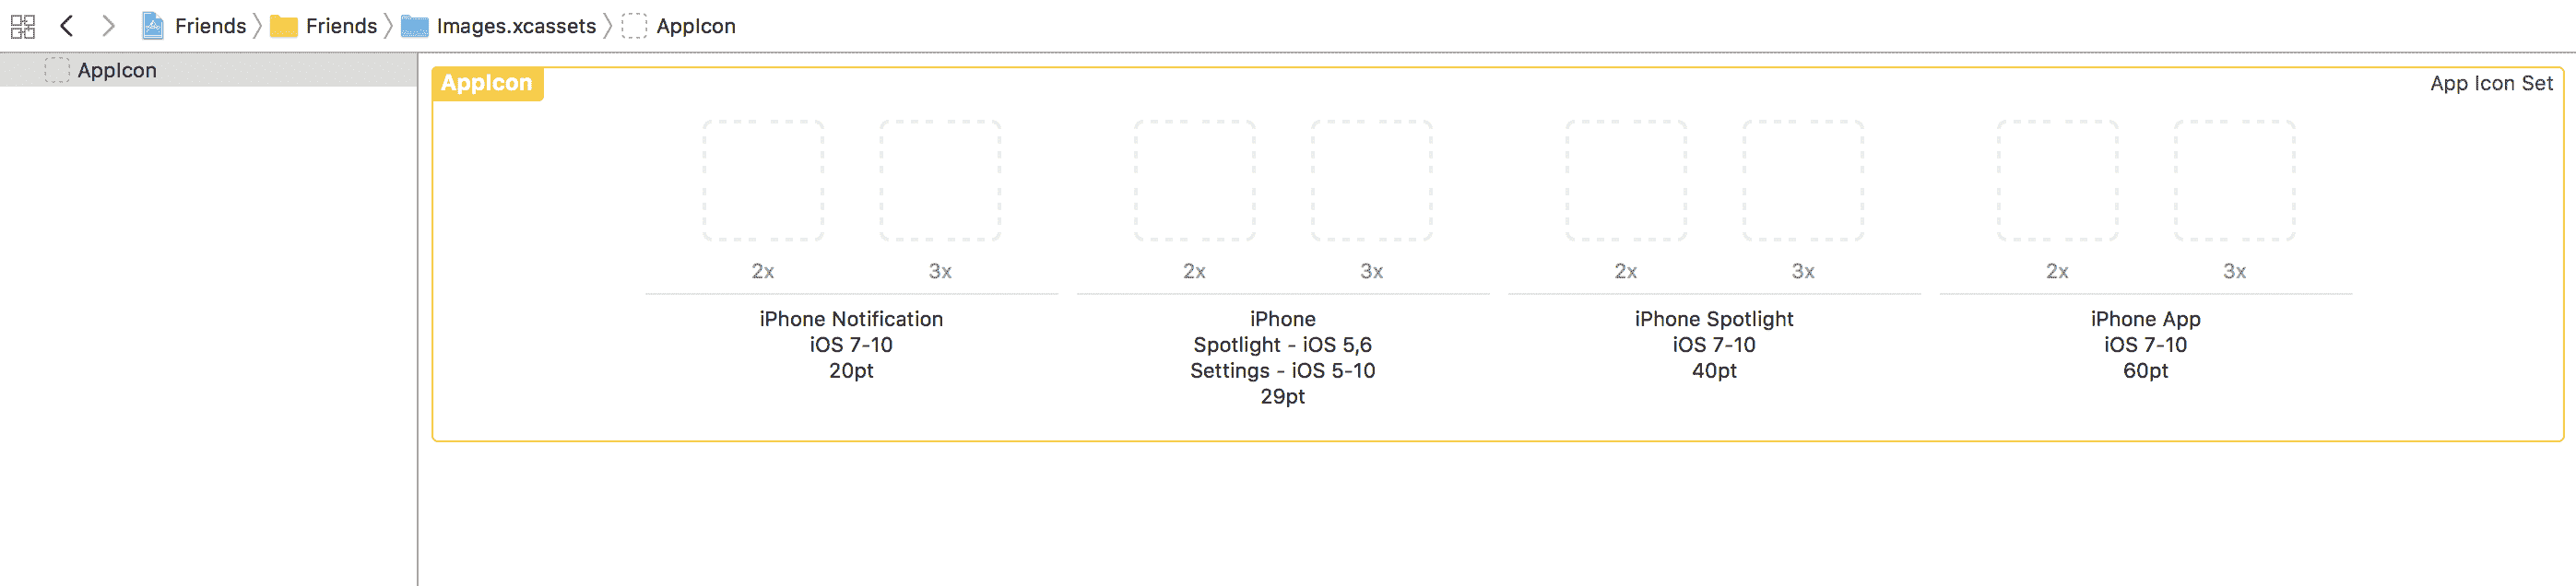 Friends Friends Images.xcassets AppIcon
AppIcon
AppIcon
App Icon Set
2x 3x 2x 3x 2x 3x 2x 3x
iPhone Notification
iOS 7-10
20pt
iPhone
Spotlight - iOS 5,6
Settings - iOS 5-10
29pt
iPhone Spotlight
iOS 7-10
40pt
iPhone App
iOS 7-10
60pt